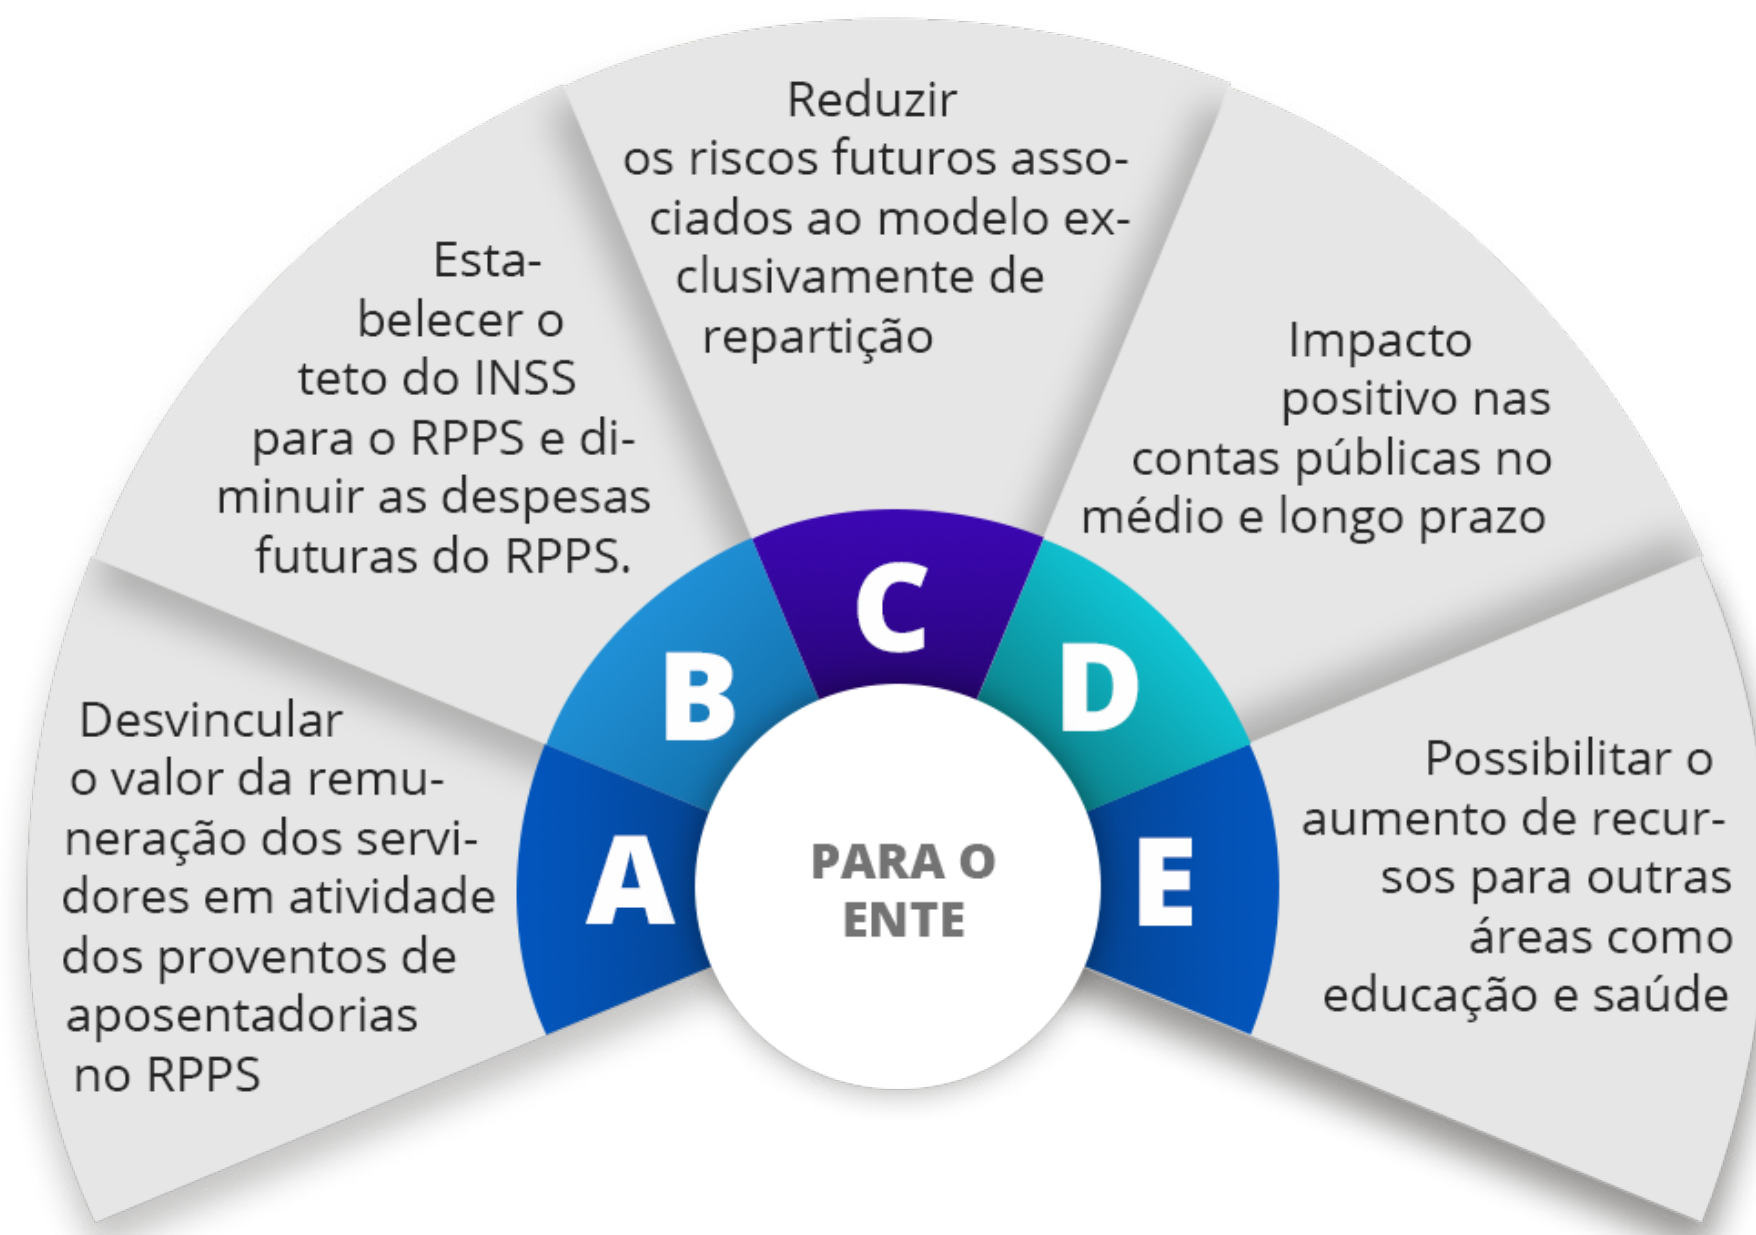 Desvincular
o valor da remu-
neração dos servi-
dores em atividade
dos proventos de
aposentadorias
no RPPS
A
Esta-
belecer o
teto do INSS
para o RPPS e di-
minuir as despesas
futuras do RPPS.
B
Reduzir
os riscos futuros asso-
ciados ao modelo ex-
clusivamente de
repartição
C
Impacto
positivo nas
contas públicas no
médio e longo prazo
D
Possibilitar o
aumento de recur-
sos para outras
áreas como
educação e saúde
E
PARA O
ENTE